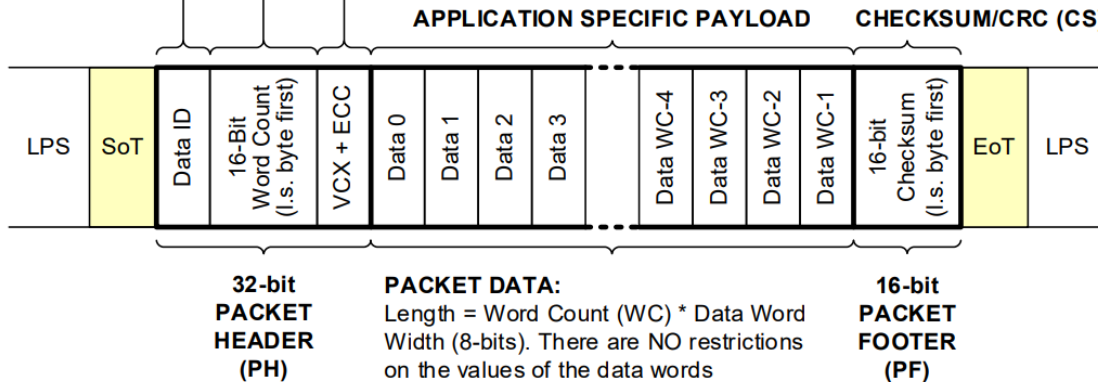 APPLICATION SPECIFIC PAYLOAD
CHECKSUM/CRC (CS
LPS
SoT
Data ID
16-Bit
Word Count
(l.s. byte first)
VCX + ECC
Data 0
Data 1
Data 2
Data 3
Data WC-4
Data WC-3
Data WC-2
Data WC-1
16-bit
Checksum
(l.s. byte first)
EoT
LPS
32-bit
PACKET
HEADER
(PH)
PACKET DATA:
Length = Word Count (WC) * Data Word
Width (8-bits). There are NO restrictions
on the values of the data words
16-bit
PACKET
FOOTER
(PF)